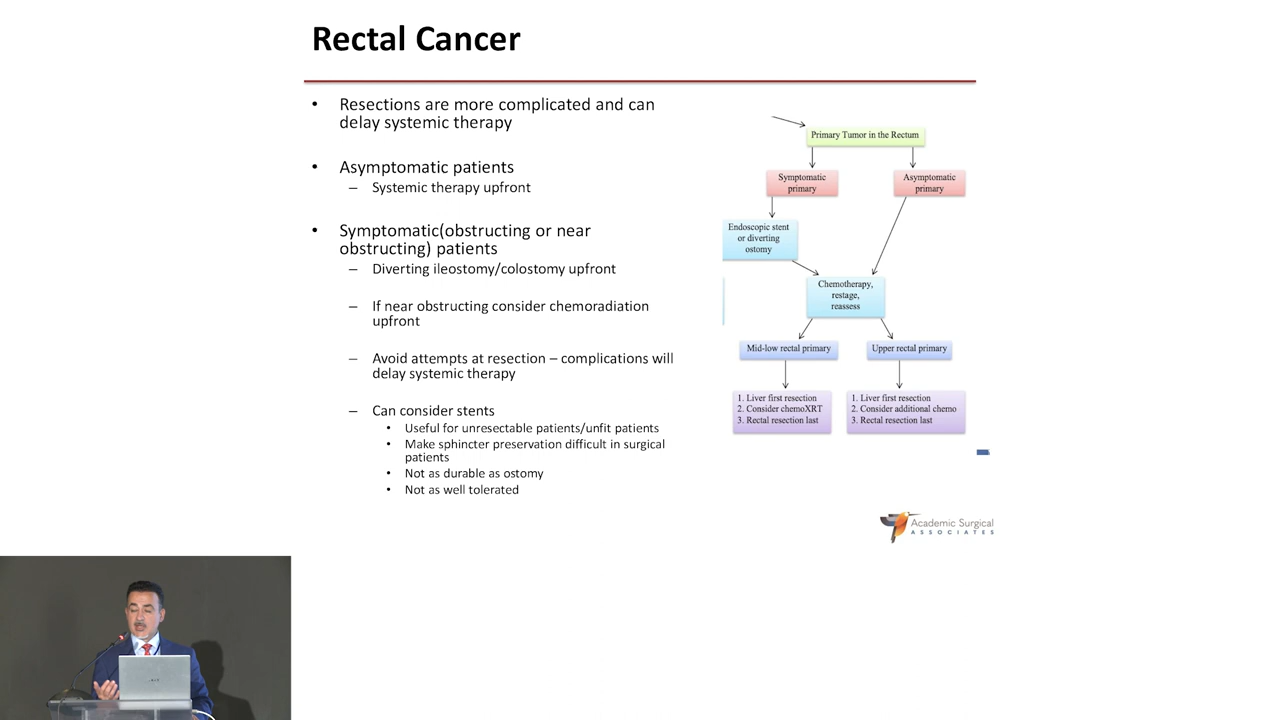 Rectal Cancer
• Resections are more complicated and can
delay systemic therapy
• Asymptomatic patients
– Systemic therapy upfront
• Symptomatic(obstructing or near
obstructing) patients
– Diverting ileostomy/colostomy upfront
– If near obstructing consider chemoradiation
upfront
– Avoid attempts at resection – complications will
delay systemic therapy
– Can consider stents
• Useful for unresectable patients/unfit patients
• Make sphincter preservation difficult in surgical
patients
• Not as durable as ostomy
• Not as well tolerated
Primary Tumor in the Rectum
Symptomatic
primary
Asymptomatic
primary
Endoscopic stent
or diverting
ostomy
Chemotherapy,
restage,
reassess
Mid-low rectal primary
Upper rectal primary
1. Liver first resection
2. Consider chemoXRT
3. Rectal resection last
1. Liver first resection
2. Consider additional chemo
3. Rectal resection last
Academic Surgical
ASSOCIATES